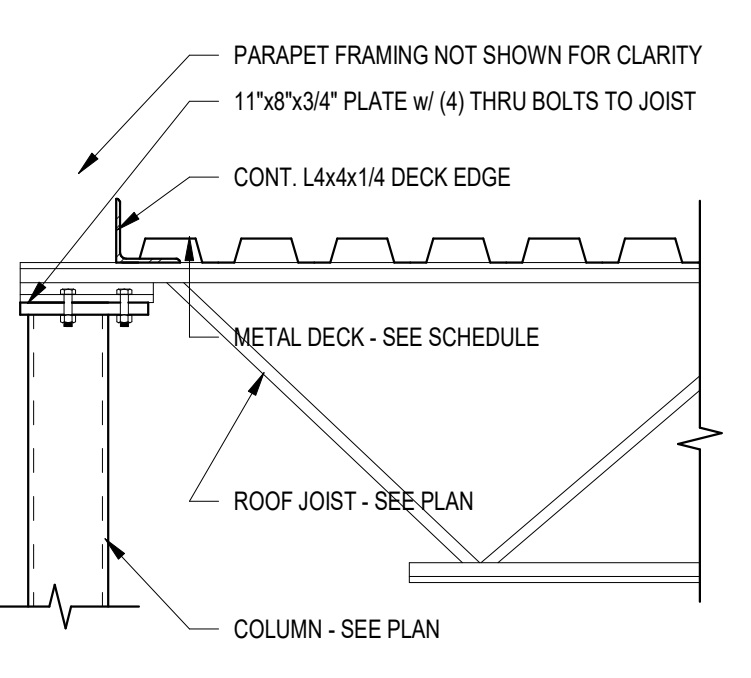 PARAPET FRAMING NOT SHOWN FOR CLARITY
11"x8"x3/4" PLATE w/ (4) THRU BOLTS TO JOIST
CONT. L4x4x1/4 DECK EDGE
METAL DECK - SEE SCHEDULE
ROOF JOIST - SEE PLAN
COLUMN - SEE PLAN